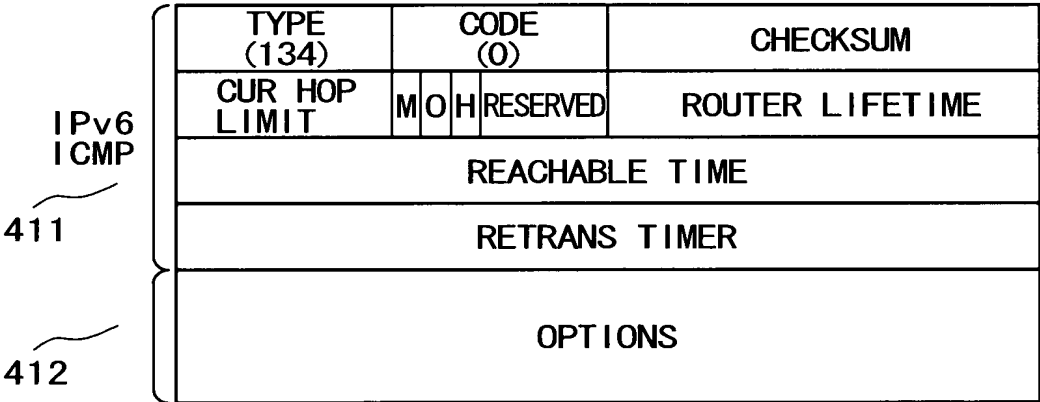 TYPE
(134)
CODE
(0)
CHECKSUM
CUR HOP
LIMIT
M
O
H
RESERVED
ROUTER LIFETIME
IPv6
ICMP
REACHABLE TIME
411
RETRANS TIMER
OPTIONS
412